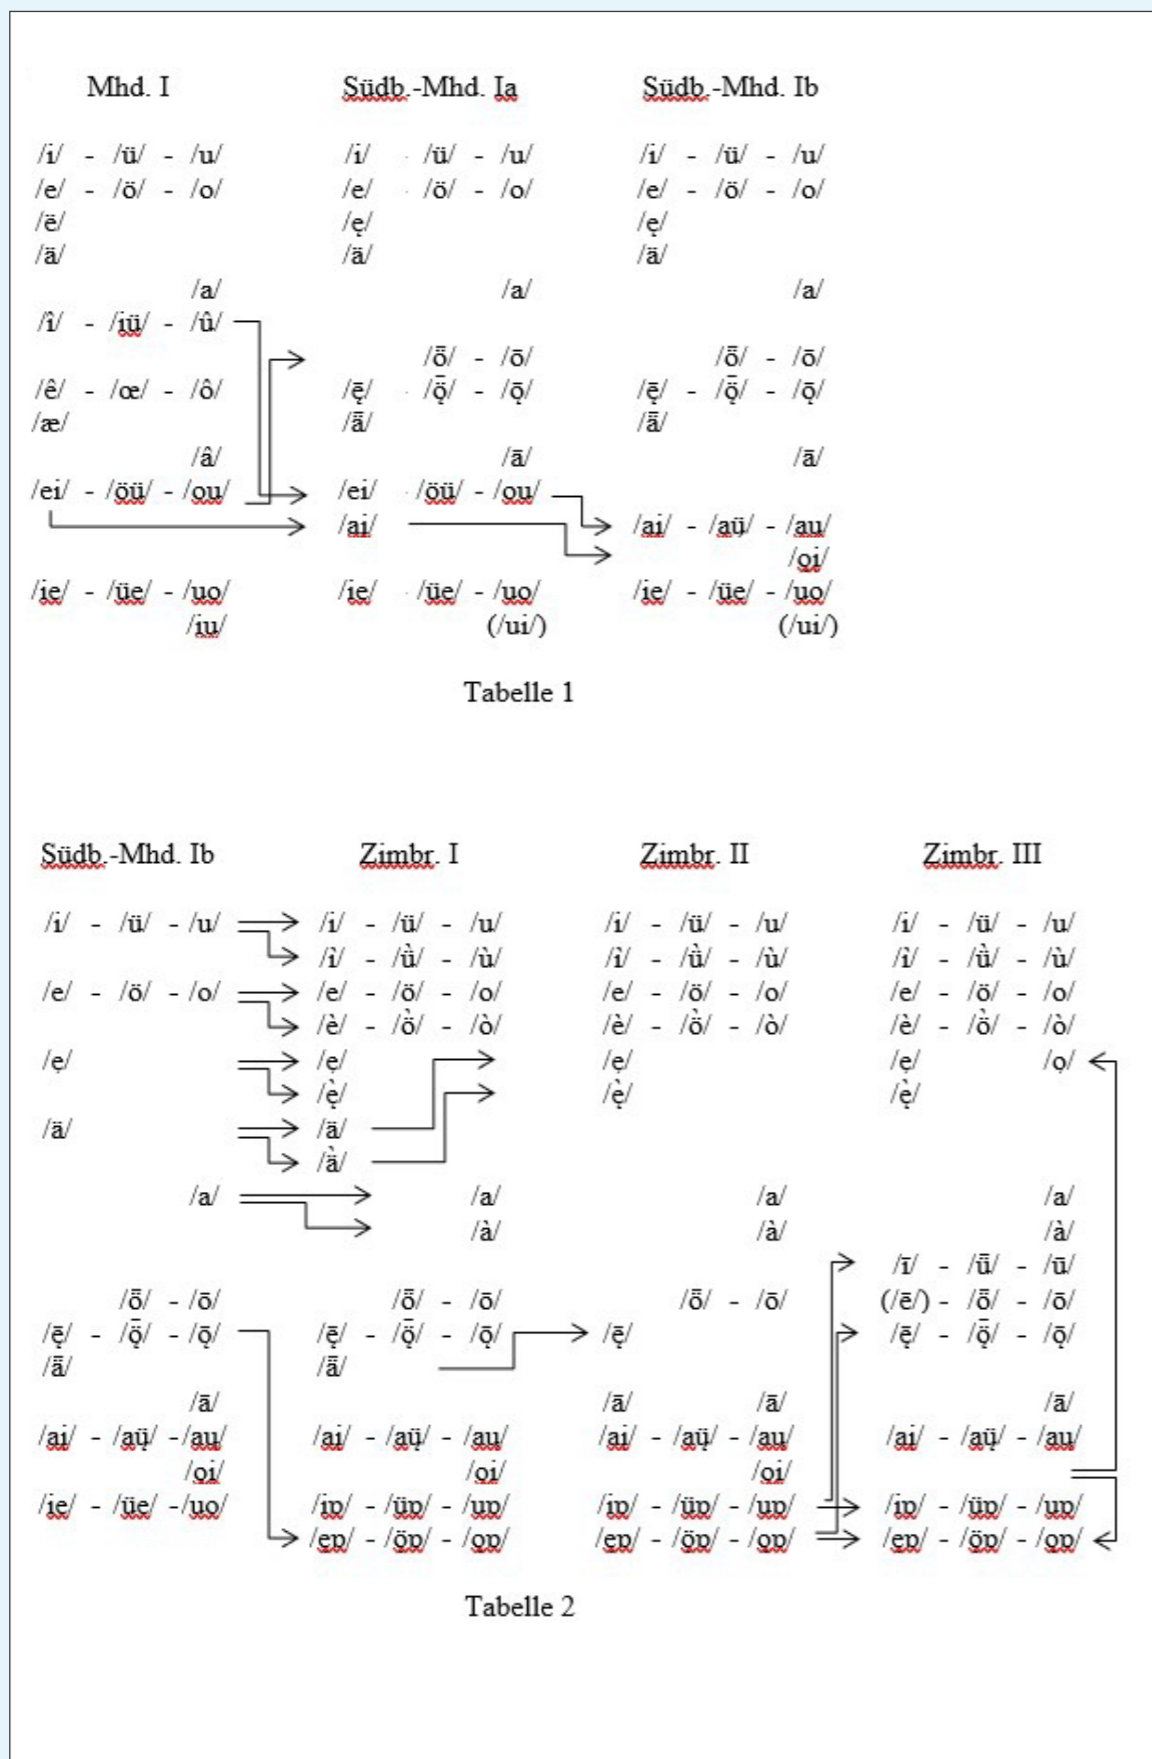 Mhd. I Südb.-Mhd. Ia Südb.-Mhd. Ib
/i/ - /ü/ - /u/ /i/ · /ü/ - /u/ /i/ - /ü/ - /u/
/e/ - /ö/ - /o/ /e/ · /ö/ - /o/ /e/ - /ö/ - /o/
/ë/ /ę/ /ę/
/ä/ /ä/ /ä/
/a/ /a/ /a/
/î/ - /iü/ - /û/
/ȫ/ - /ō/ /ȫ/ - /ō/
/ê/ - /œ/ - /ô/ /ę̄/ · /ǫ̈̄/ - /ǭ/ /ę̄/ - /ǫ̈̄/ - /ǭ/
/æ/ /ǟ/ /ǟ/
/â/ /ā/ /ā/
/ei/ - /öü/ - /ou/ /ei/ · /öü/ - /ou/
/ai/ /ai/ - /aü/ - /au/
/oi/
/ie/ - /üe/ - /uo/ /ie/ · /üe/ - /uo/ /ie/ - /üe/ - /uo/
/iu/ (/ui/) (/ui/)
Tabelle 1
Südb.-Mhd. Ib Zimbr. I Zimbr. II Zimbr. III
/i/ - /ü/ - /u/ /i/ - /ü/ - /u/ /i/ - /ü/ - /u/ /i/ - /ü/ - /u/
/ì/ - /ǜ/ - /ù/ /ì/ - /ǜ/ - /ù/ /ì/ - /ǜ/ - /ù/
/e/ - /ö/ - /o/ /e/ - /ö/ - /o/ /e/ - /ö/ - /o/ /e/ - /ö/ - /o/
/è/ - /ö̀/ - /ò/ /è/ - /ö̀/ - /ò/ /è/ - /ö̀/ - /ò/
/ę/ /ę/ /ę/ /ę/ /ǫ/
/ę̀/ /ę̀/ /ę̀/
/ä/ /ä/
/ä̀/
/a/ /a/ /a/ /a/
/à/ /à/ /à/
/ī/ - /ǖ/ - /ū/
/ȫ/ - /ō/ /ȫ/ - /ō/ /ȫ/ - /ō/ (/ē/) - /ȫ/ - /ō/
/ę̄/ - /ǫ̈̄/ - /ǭ/ /ę̄/ - /ǫ̈̄/ - /ǭ/ /ę̄/ /ę̄/ - /ǫ̈̄/ - /ǭ/
/ǟ/ /ǟ/
/ā/ /ā/ /ā/ /ā/
/ai/ - /aü/ - /au/ /ai/ - /aü/ - /au/ /ai/ - /aü/ - /au/ /ai/ - /aü/ - /au/
/oi/ /oi/ /oi/
/ie/ - /üe/ - /uo/ /iɒ/ - /üɒ/ - /uɒ/ /iɒ/ - /üɒ/ - /uɒ/ /iɒ/ - /üɒ/ - /uɒ/
/eɒ/ - /öɒ/ - /oɒ/ /eɒ/ - /öɒ/ - /oɒ/ /eɒ/ - /öɒ/ - /oɒ/
Tabelle 2